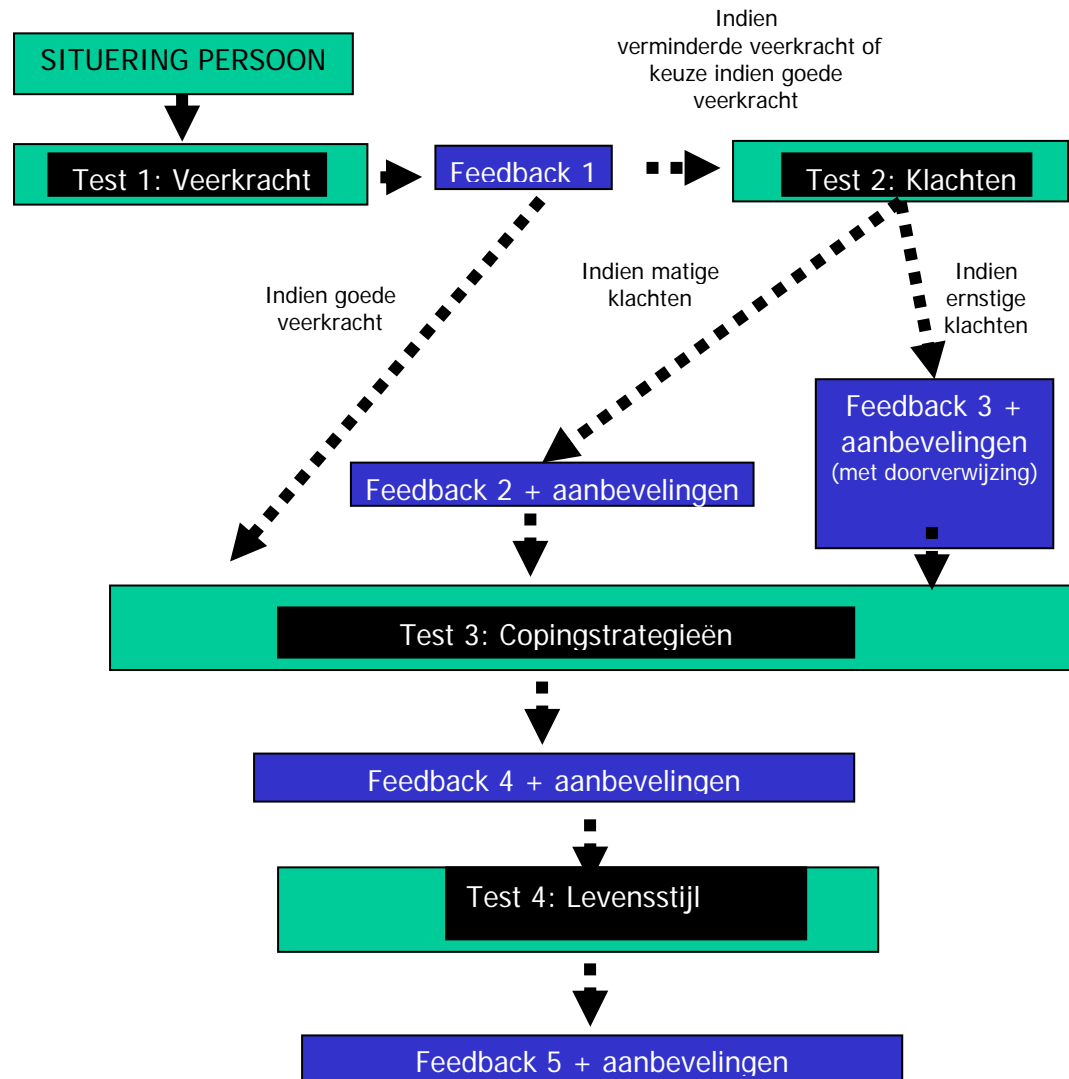 SITUERING PERSOON
Indien
verminderde veerkracht of
keuze indien goede
veerkracht
Test 1: Veerkracht
Feedback 1
Test 2: Klachten
Indien goede
veerkracht
Indien matige
klachten
Indien
ernstige
klachten
Feedback 2 + aanbevelingen
Feedback 3 +
aanbevelingen
(met doorverwijzing)
Test 3: Copingstrategieën
Feedback 4 + aanbevelingen
Test 4: Levensstijl
Feedback 5 + aanbevelingen